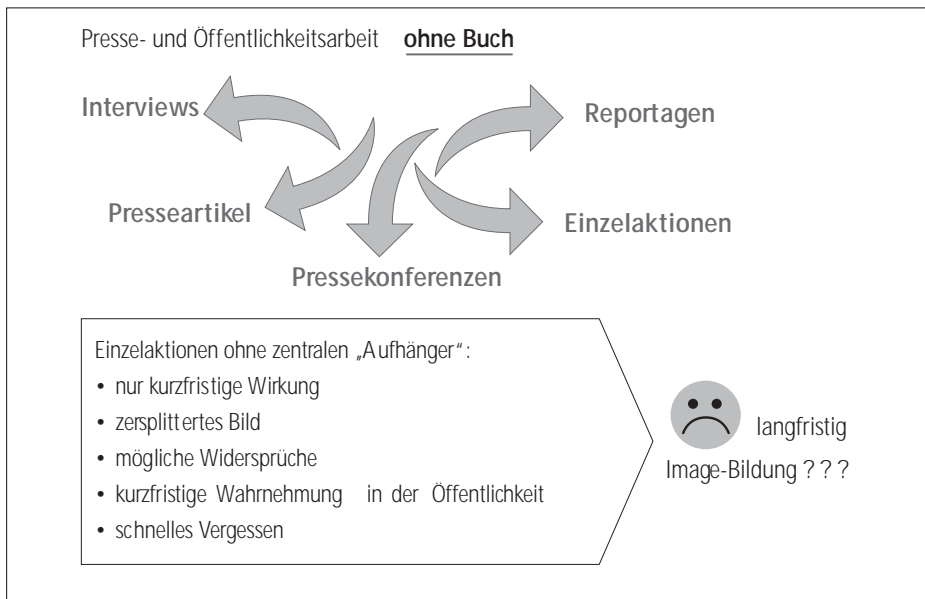 Presse- und Öffentlichkeitsarbeit ohne Buch
Interviews
Reportagen
Presseartikel
Einzelaktionen
Pressekonferenzen
Einzelaktionen ohne zentralen „Aufhänger“:
• nur kurzfristige Wirkung
• zersplittertes Bild
• mögliche Widersprüche
• kurzfristige Wahrnehmung in der Öffentlichkeit
• schnelles Vergessen
langfristig
Image-Bildung ? ? ?